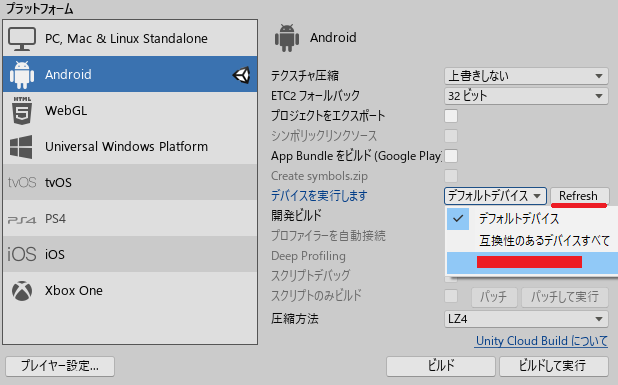 プラットフォーム
PC, Mac & Linux Standalone
Android
HTML
5
WebGL
Universal Windows Platform
tvOS tvOS
PS4 PS4
iOS iOS
Xbox One
Android
テクスチャ圧縮 上書きしない
ETC2 フォールバック 32 ビット
プロジェクトをエクスポート
シンボリックリンクソース
App Bundle をビルド (Google Play)
Create symbols.zip
デバイスを実行します デフォルトデバイス Refresh
デフォルトデバイス
互換性のあるデバイスすべて
開発ビルド
プロファイラーを自動接続
Deep Profiling
スクリプトデバッグ
スクリプトのみビルド パッチ パッチして実行
圧縮方法 LZ4
Unity Cloud Build について
プレイヤー設定... ビルド ビルドして実行